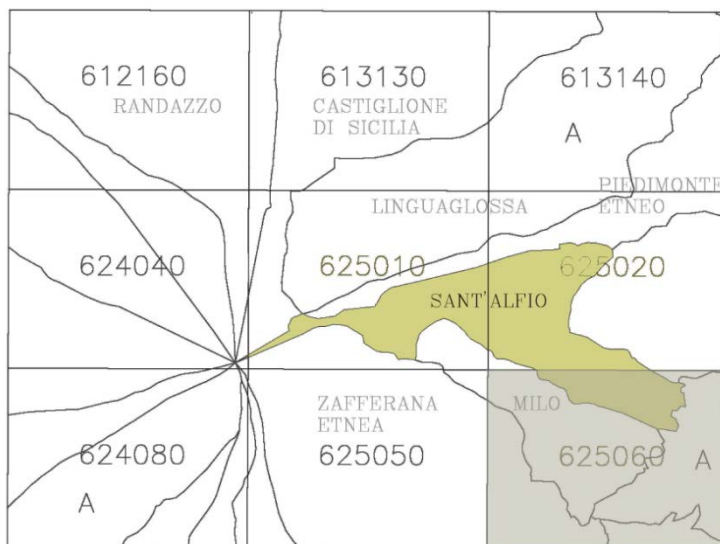 612160
RANDAZZO
613130
CASTIGLIONE
DI SICILIA
613140
A
624040
LINGUAGLOSSA
625010
PIEDIMONTE
ETNEO
625020
SANT'ALFIO
624080
A
ZAFFERANA
ETNEA
625050
MILO
625060
A